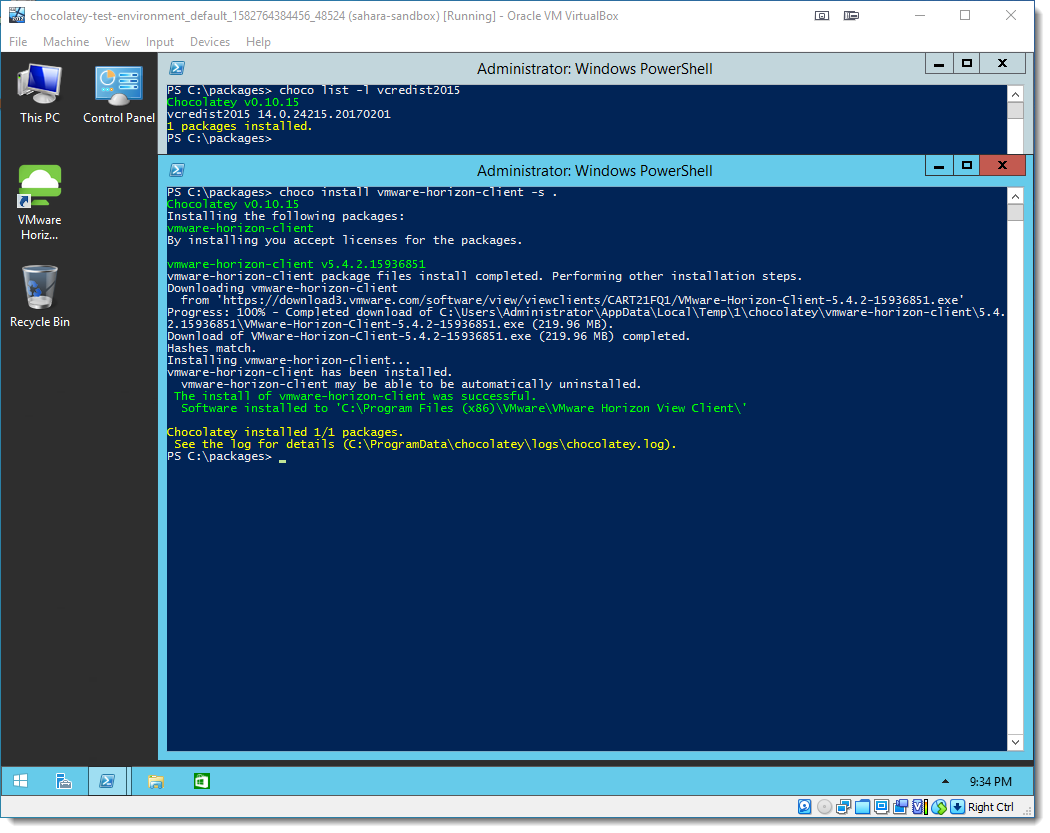 chocolatey-test-environment_default_1582764384456_48524 (sahara-sandbox) [Running] - Oracle VM VirtualBox
File Machine View Input Devices Help
This PC
Control Panel
VMware
Horiz...
Recycle Bin
Administrator: Windows PowerShell
PS C:\packages> choco list -l vcredist2015
Chocolatey v0.10.15
vcredist2015 14.0.24215.20170201
1 packages installed.
PS C:\packages>
Administrator: Windows PowerShell
PS C:\packages> choco install vmware-horizon-client -s .
Chocolatey v0.10.15
Installing the following packages:
vmware-horizon-client
By installing you accept licenses for the packages.
vmware-horizon-client v5.4.2.15936851
vmware-horizon-client package files install completed. Performing other installation steps.
Downloading vmware-horizon-client
from 'https://download3.vmware.com/software/view/viewclients/CART21FQ1/VMware-Horizon-Client-5.4.2-15936851.exe'
Progress: 100% - Completed download of C:\Users\Administrator\AppData\Local\Temp\1\chocolatey\vmware-horizon-client\5.4.
2.15936851\VMware-Horizon-Client-5.4.2-15936851.exe (219.96 MB).
Download of VMware-Horizon-Client-5.4.2-15936851.exe (219.96 MB) completed.
Hashes match.
Installing vmware-horizon-client...
vmware-horizon-client has been installed.
vmware-horizon-client may be able to be automatically uninstalled.
The install of vmware-horizon-client was successful.
Software installed to 'C:\Program Files (x86)\VMware\VMware Horizon View Client\'
Chocolatey installed 1/1 packages.
See the log for details (C:\ProgramData\chocolatey\logs\chocolatey.log).
PS C:\packages>
9:34 PM
Right Ctrl